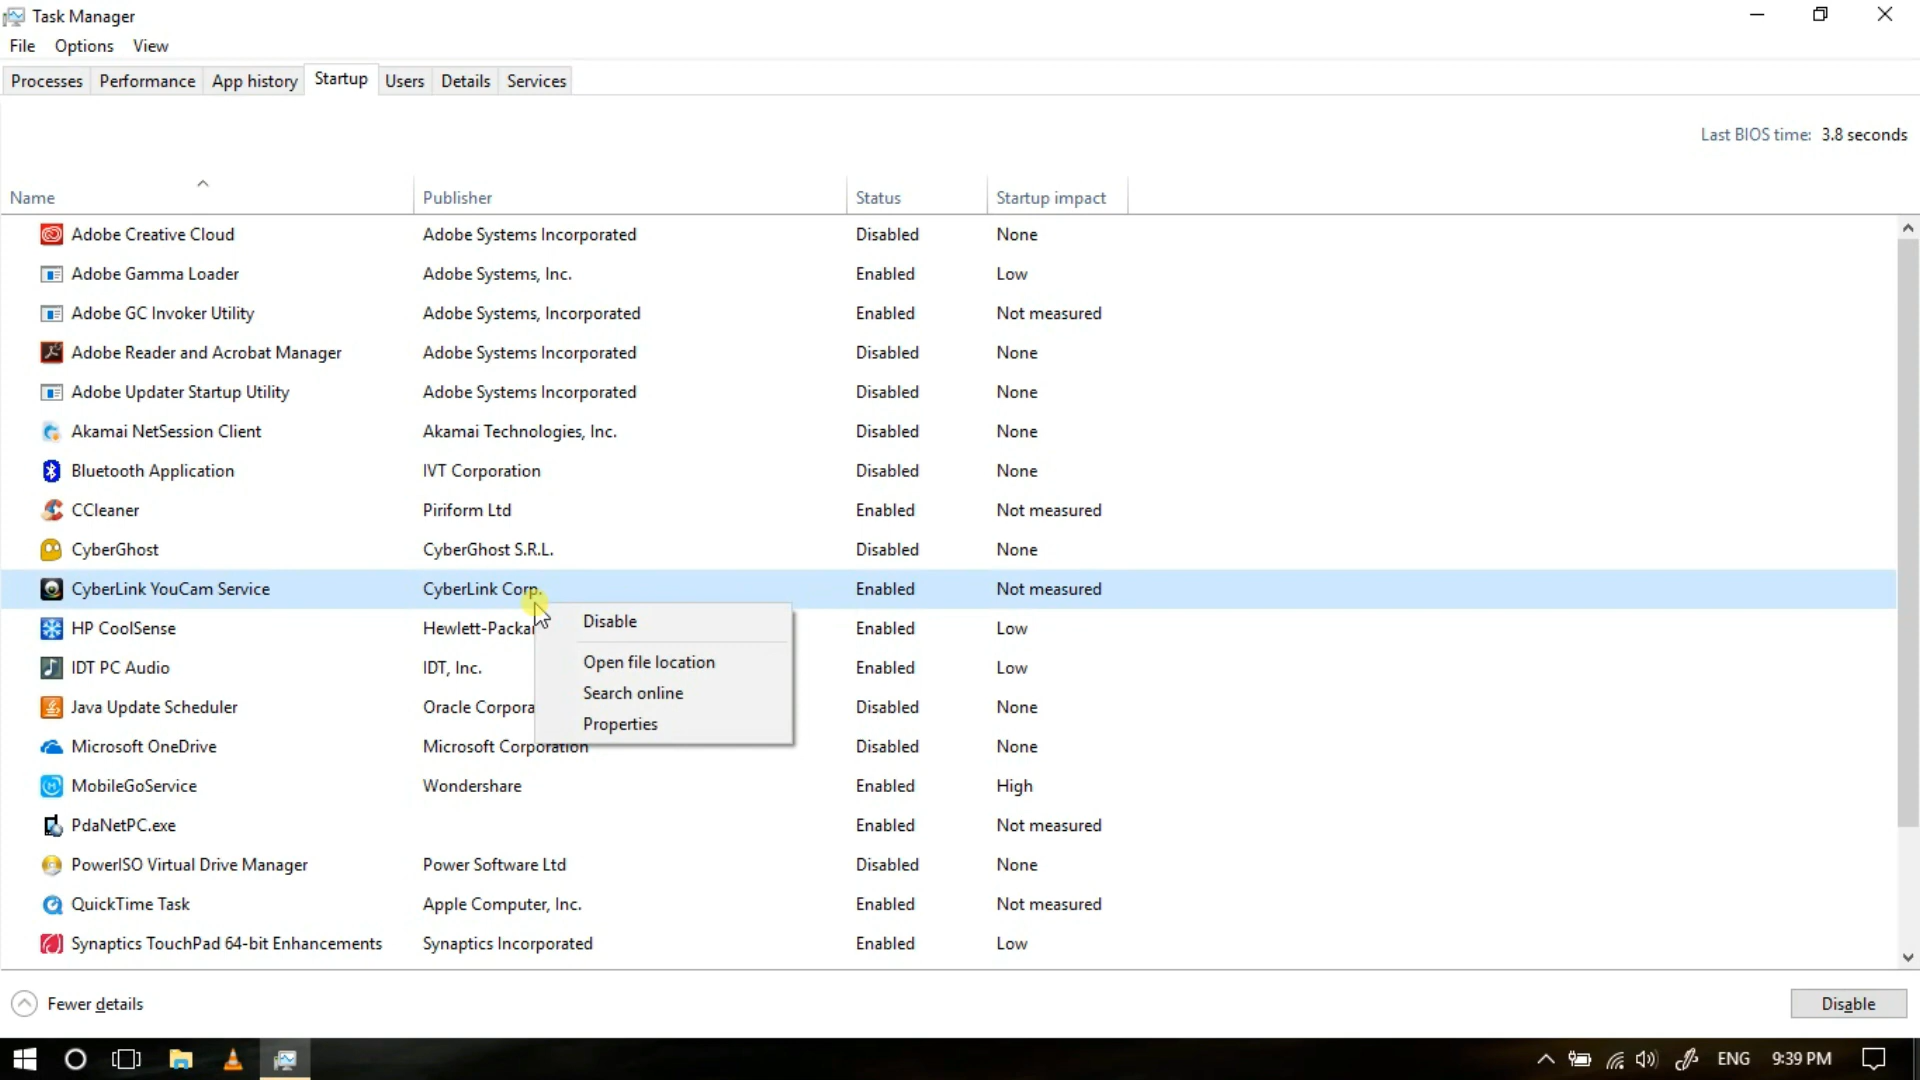 Task Manager
File Options View
Processes Performance App history Startup Users Details Services
Last BIOS time: 3.8 seconds
Name Publisher Status Startup impact
Adobe Creative Cloud Adobe Systems Incorporated Disabled None
Adobe Gamma Loader Adobe Systems, Inc. Enabled Low
Adobe GC Invoker Utility Adobe Systems, Incorporated Enabled Not measured
Adobe Reader and Acrobat Manager Adobe Systems Incorporated Disabled None
Adobe Updater Startup Utility Adobe Systems Incorporated Disabled None
Akamai NetSession Client Akamai Technologies, Inc. Disabled None
Bluetooth Application IVT Corporation Disabled None
CCleaner Piriform Ltd Enabled Not measured
CyberGhost CyberGhost S.R.L. Disabled None
CyberLink YouCam Service CyberLink Corp. Enabled Not measured
Disable
HP CoolSense Hewlett-Packar Enabled Low
Open file location
IDT PC Audio IDT, Inc. Enabled Low
Search online
Java Update Scheduler Oracle Corpora Disabled None
Properties
Microsoft OneDrive Microsoft Corporation Disabled None
MobileGoService Wondershare Enabled High
PdaNetPC.exe Enabled Not measured
PowerISO Virtual Drive Manager Power Software Ltd Disabled None
QuickTime Task Apple Computer, Inc. Enabled Not measured
Synaptics TouchPad 64-bit Enhancements Synaptics Incorporated Enabled Low
Fewer details Disable
ENG 9:39 PM